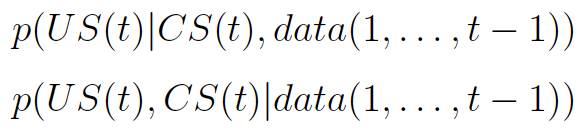 p(US(t)|CS(t), data(1, . . . , t − 1))
p(US(t), CS(t)|data(1, . . . , t − 1))